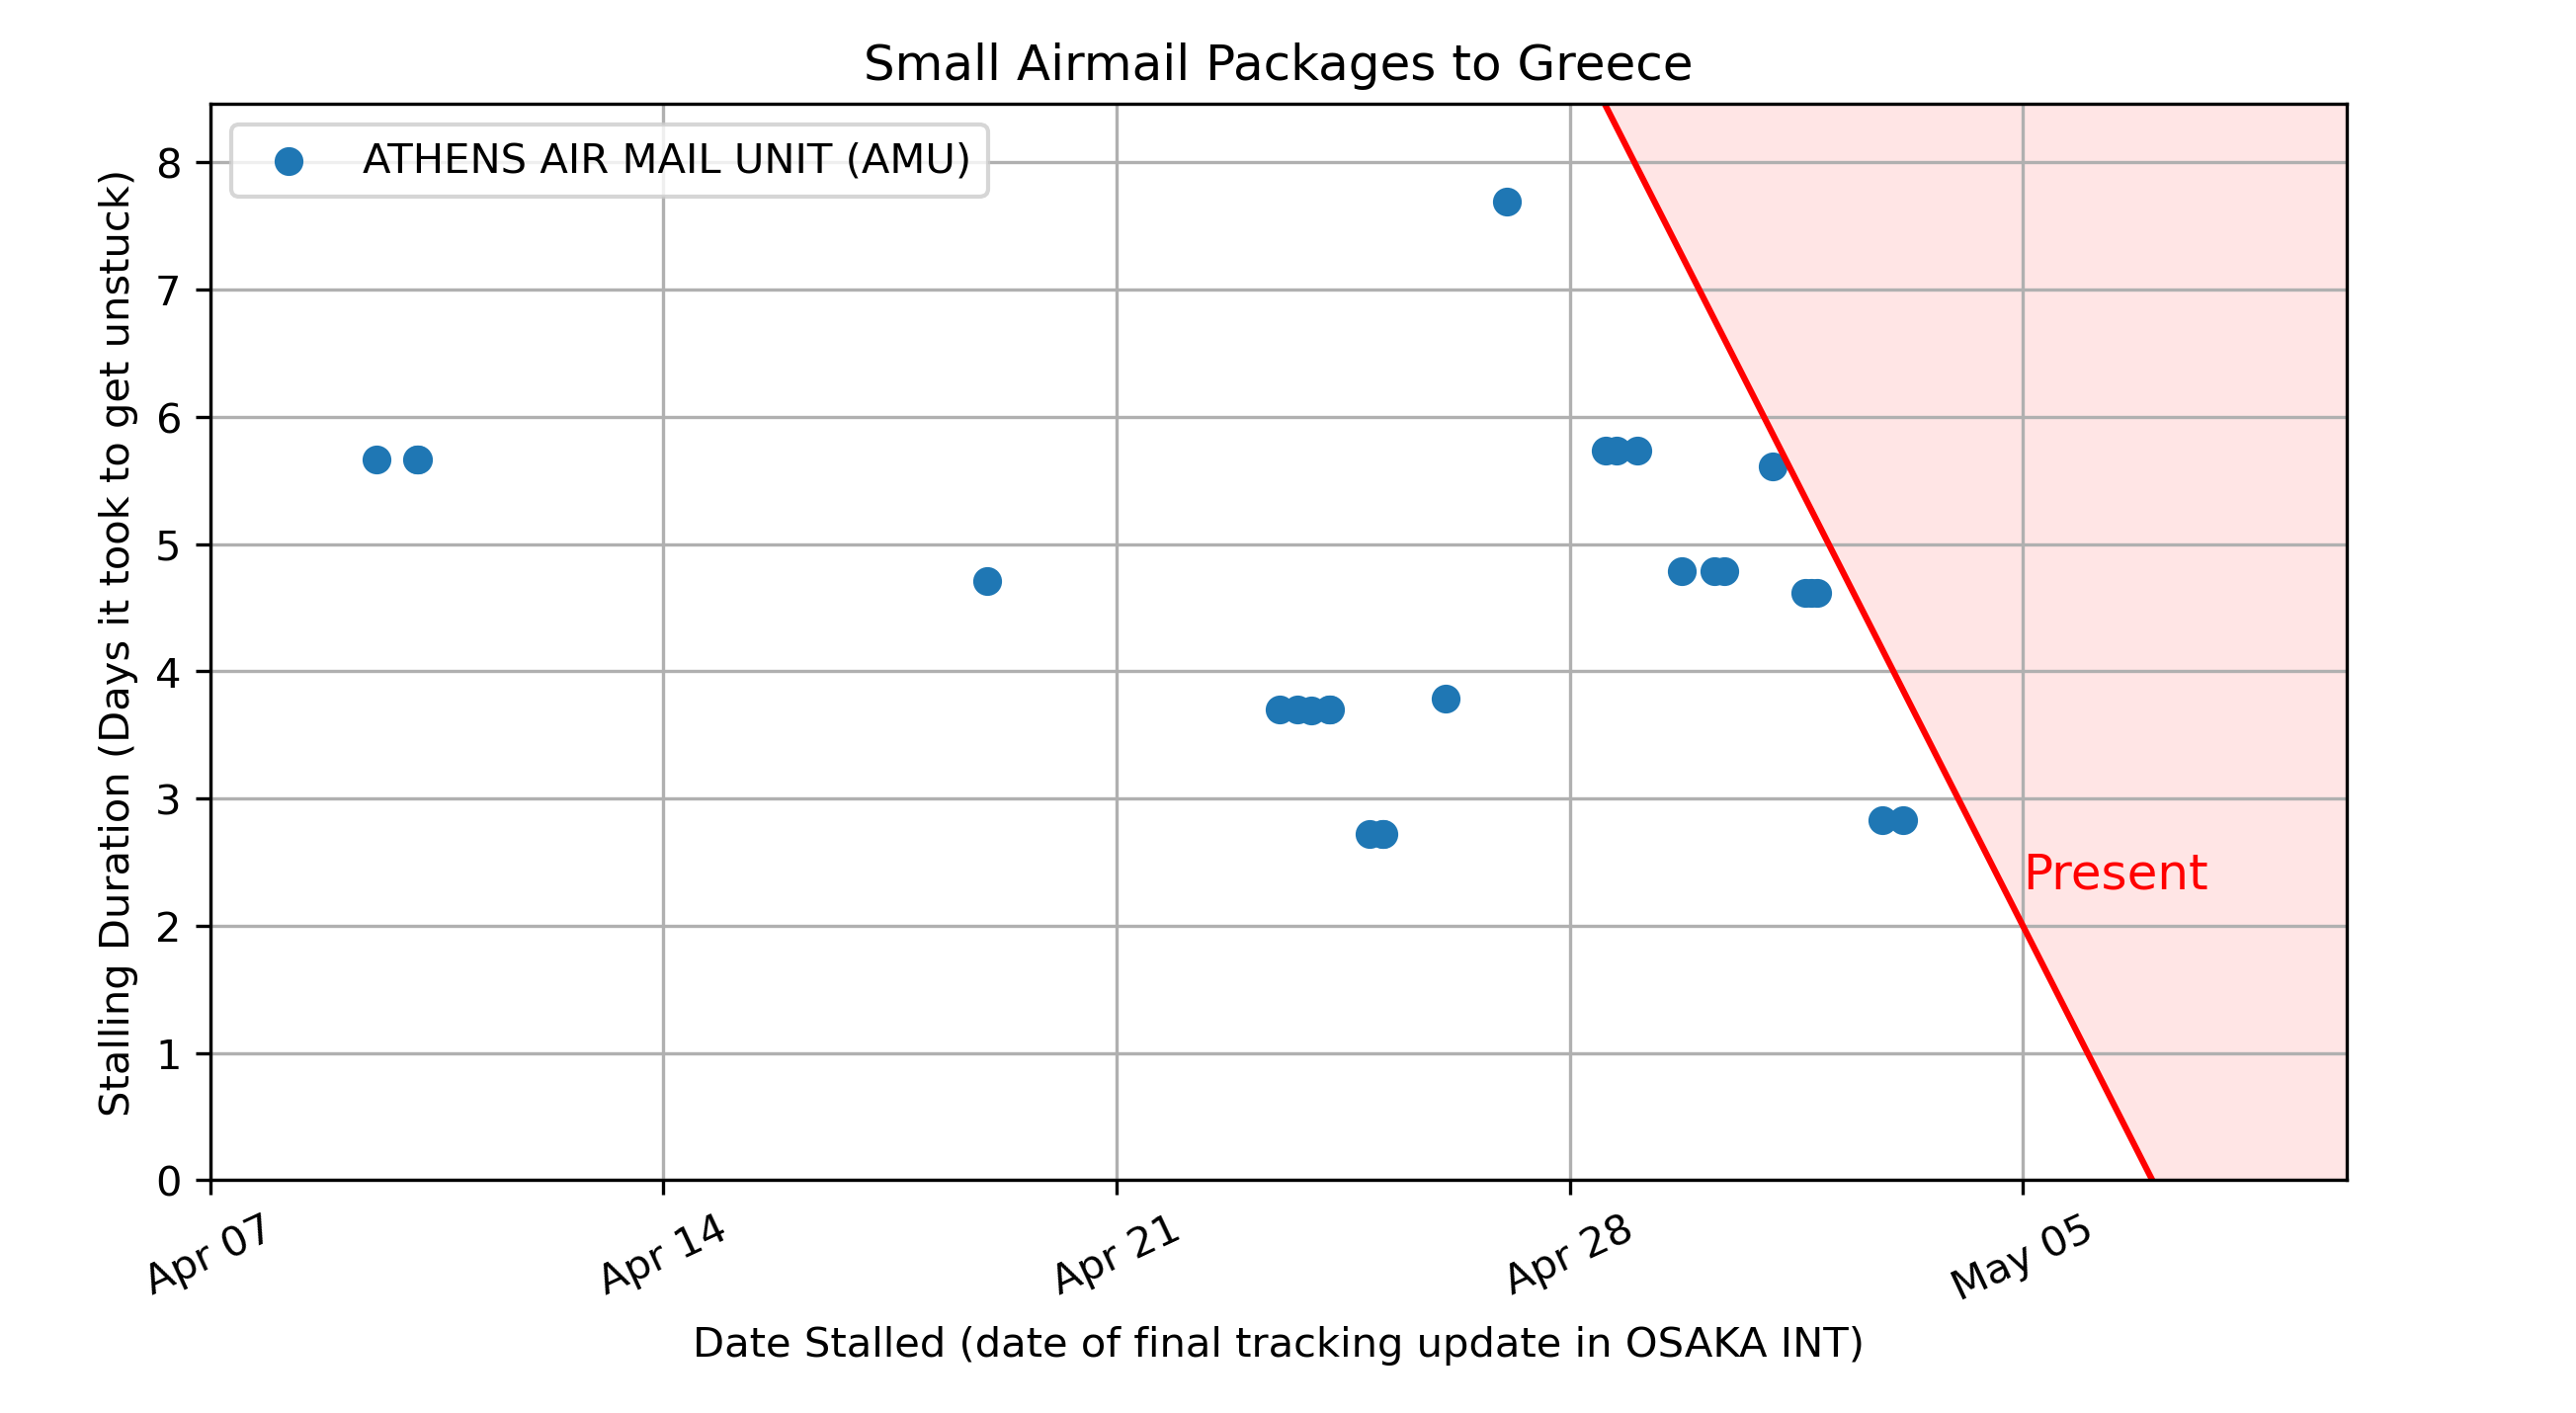 Small Airmail Packages to Greece
ATHENS AIR MAIL UNIT (AMU)
Stalling Duration (Days it took to get unstuck)
8
7
6
5
4
3
2
1
0
Present
Apr 07
Apr 14
Apr 21
Apr 28
May 05
Date Stalled (date of final tracking update in OSAKA INT)